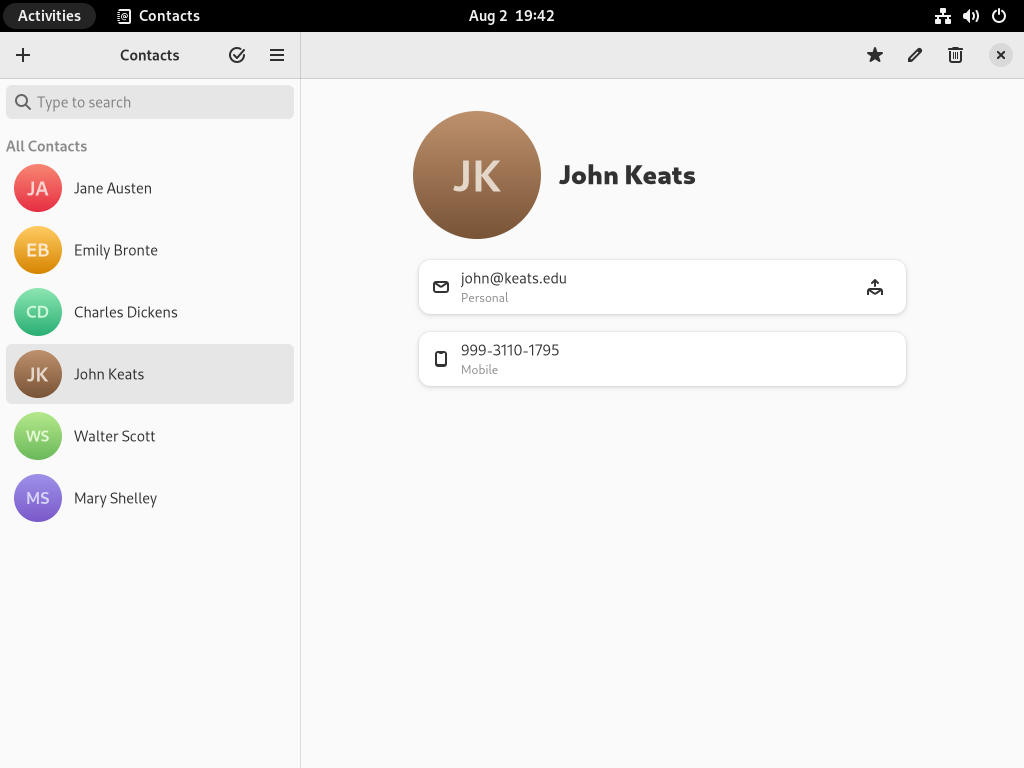 Activities
Contacts
Aug 2 19:42
Contacts
Type to search
All Contacts
JA
Jane Austen
EB
Emily Bronte
CD
Charles Dickens
JK
John Keats
WS
Walter Scott
MS
Mary Shelley
JK
John Keats
john@keats.edu
Personal
999-3110-1795
Mobile